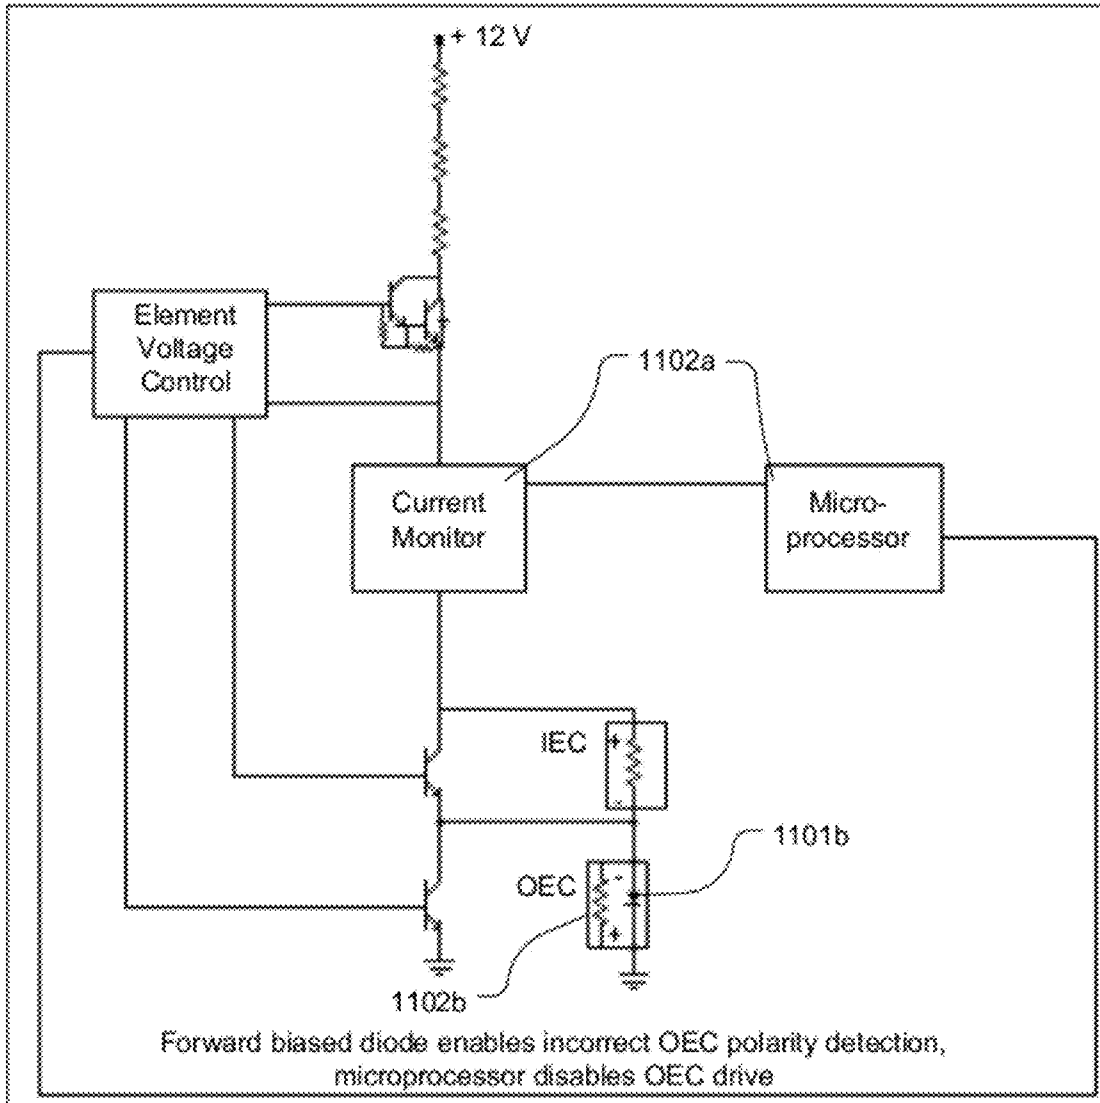 + 12 V
Element
Voltage
Control
1102a
Current
Monitor
Micro-
processor
IEC
+
-
1101b
OEC
-
+
1102b
Forward biased diode enables incorrect OEC polarity detection,
microprocessor disables OEC drive